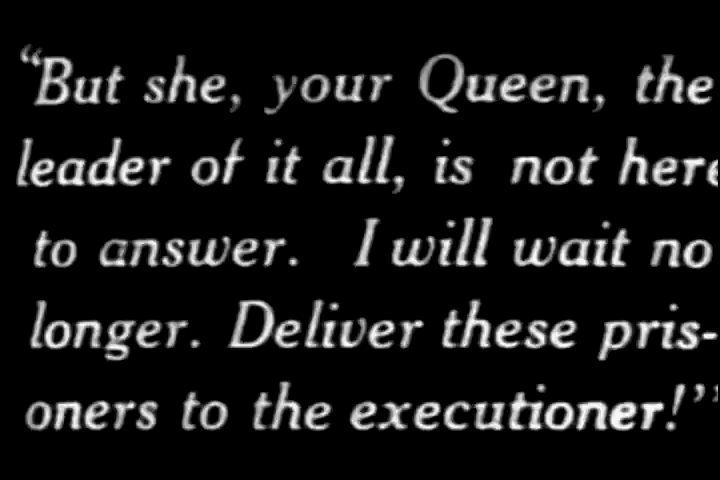 “But she, your Queen, the
leader of it all, is not here
to answer. I will wait no
longer. Deliver these pris-
oners to the executioner!”